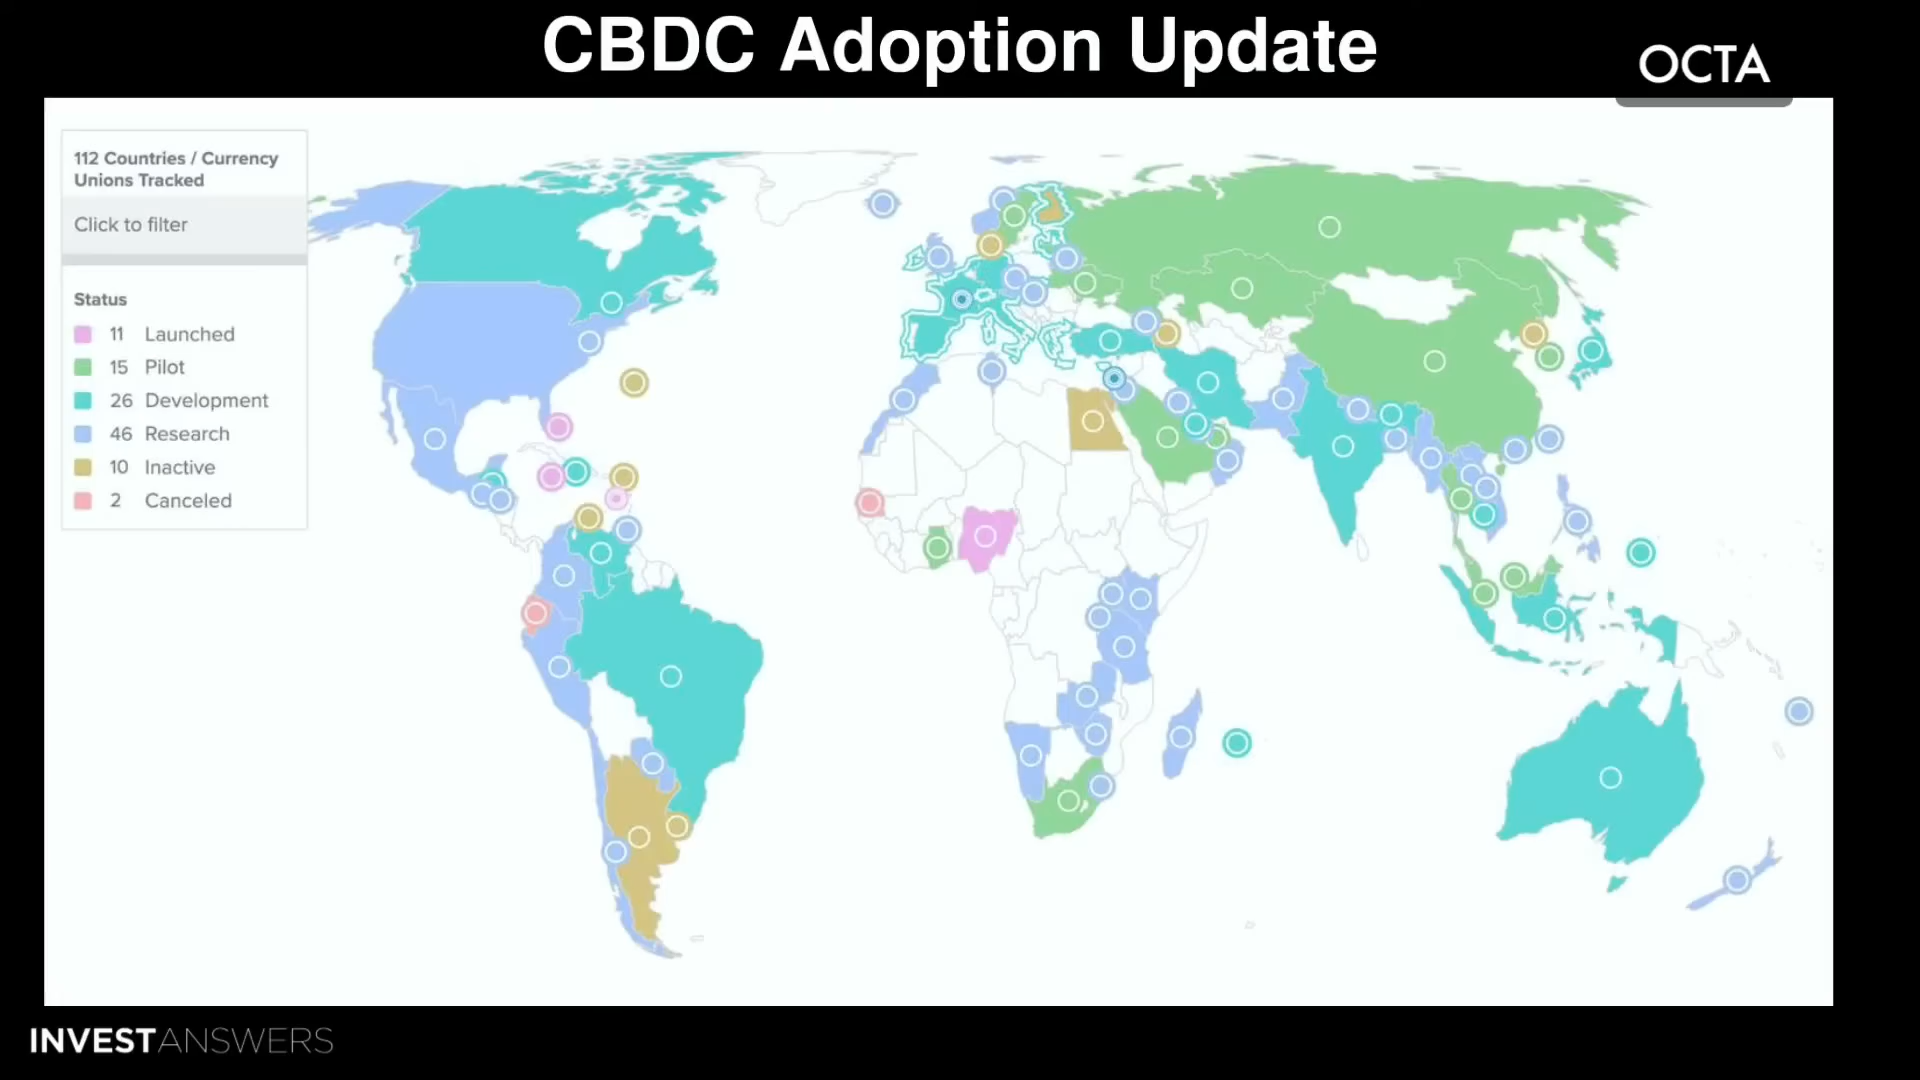 CBDC Adoption Update
OCTA
112 Countries / Currency
Unions Tracked
Click to filter
Status
11 Launched
15 Pilot
26 Development
46 Research
10 Inactive
2 Canceled
INVESTANSWERS